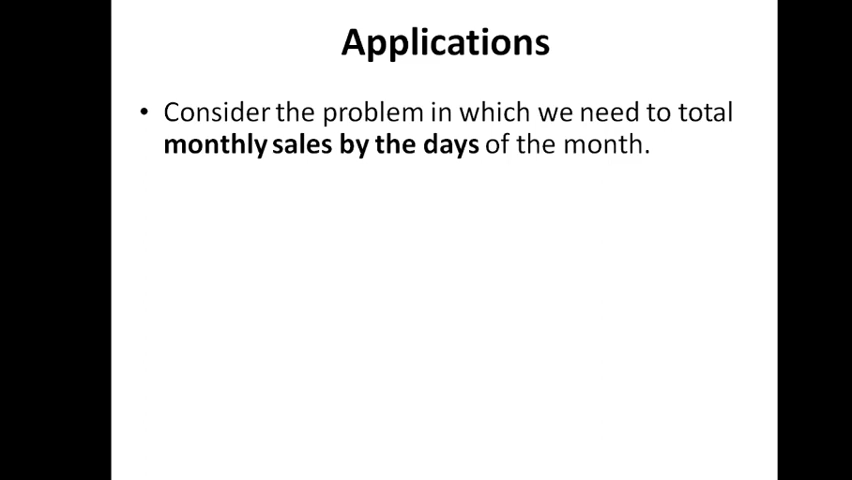 Applications
• Consider the problem in which we need to total
monthly sales by the days of the month.